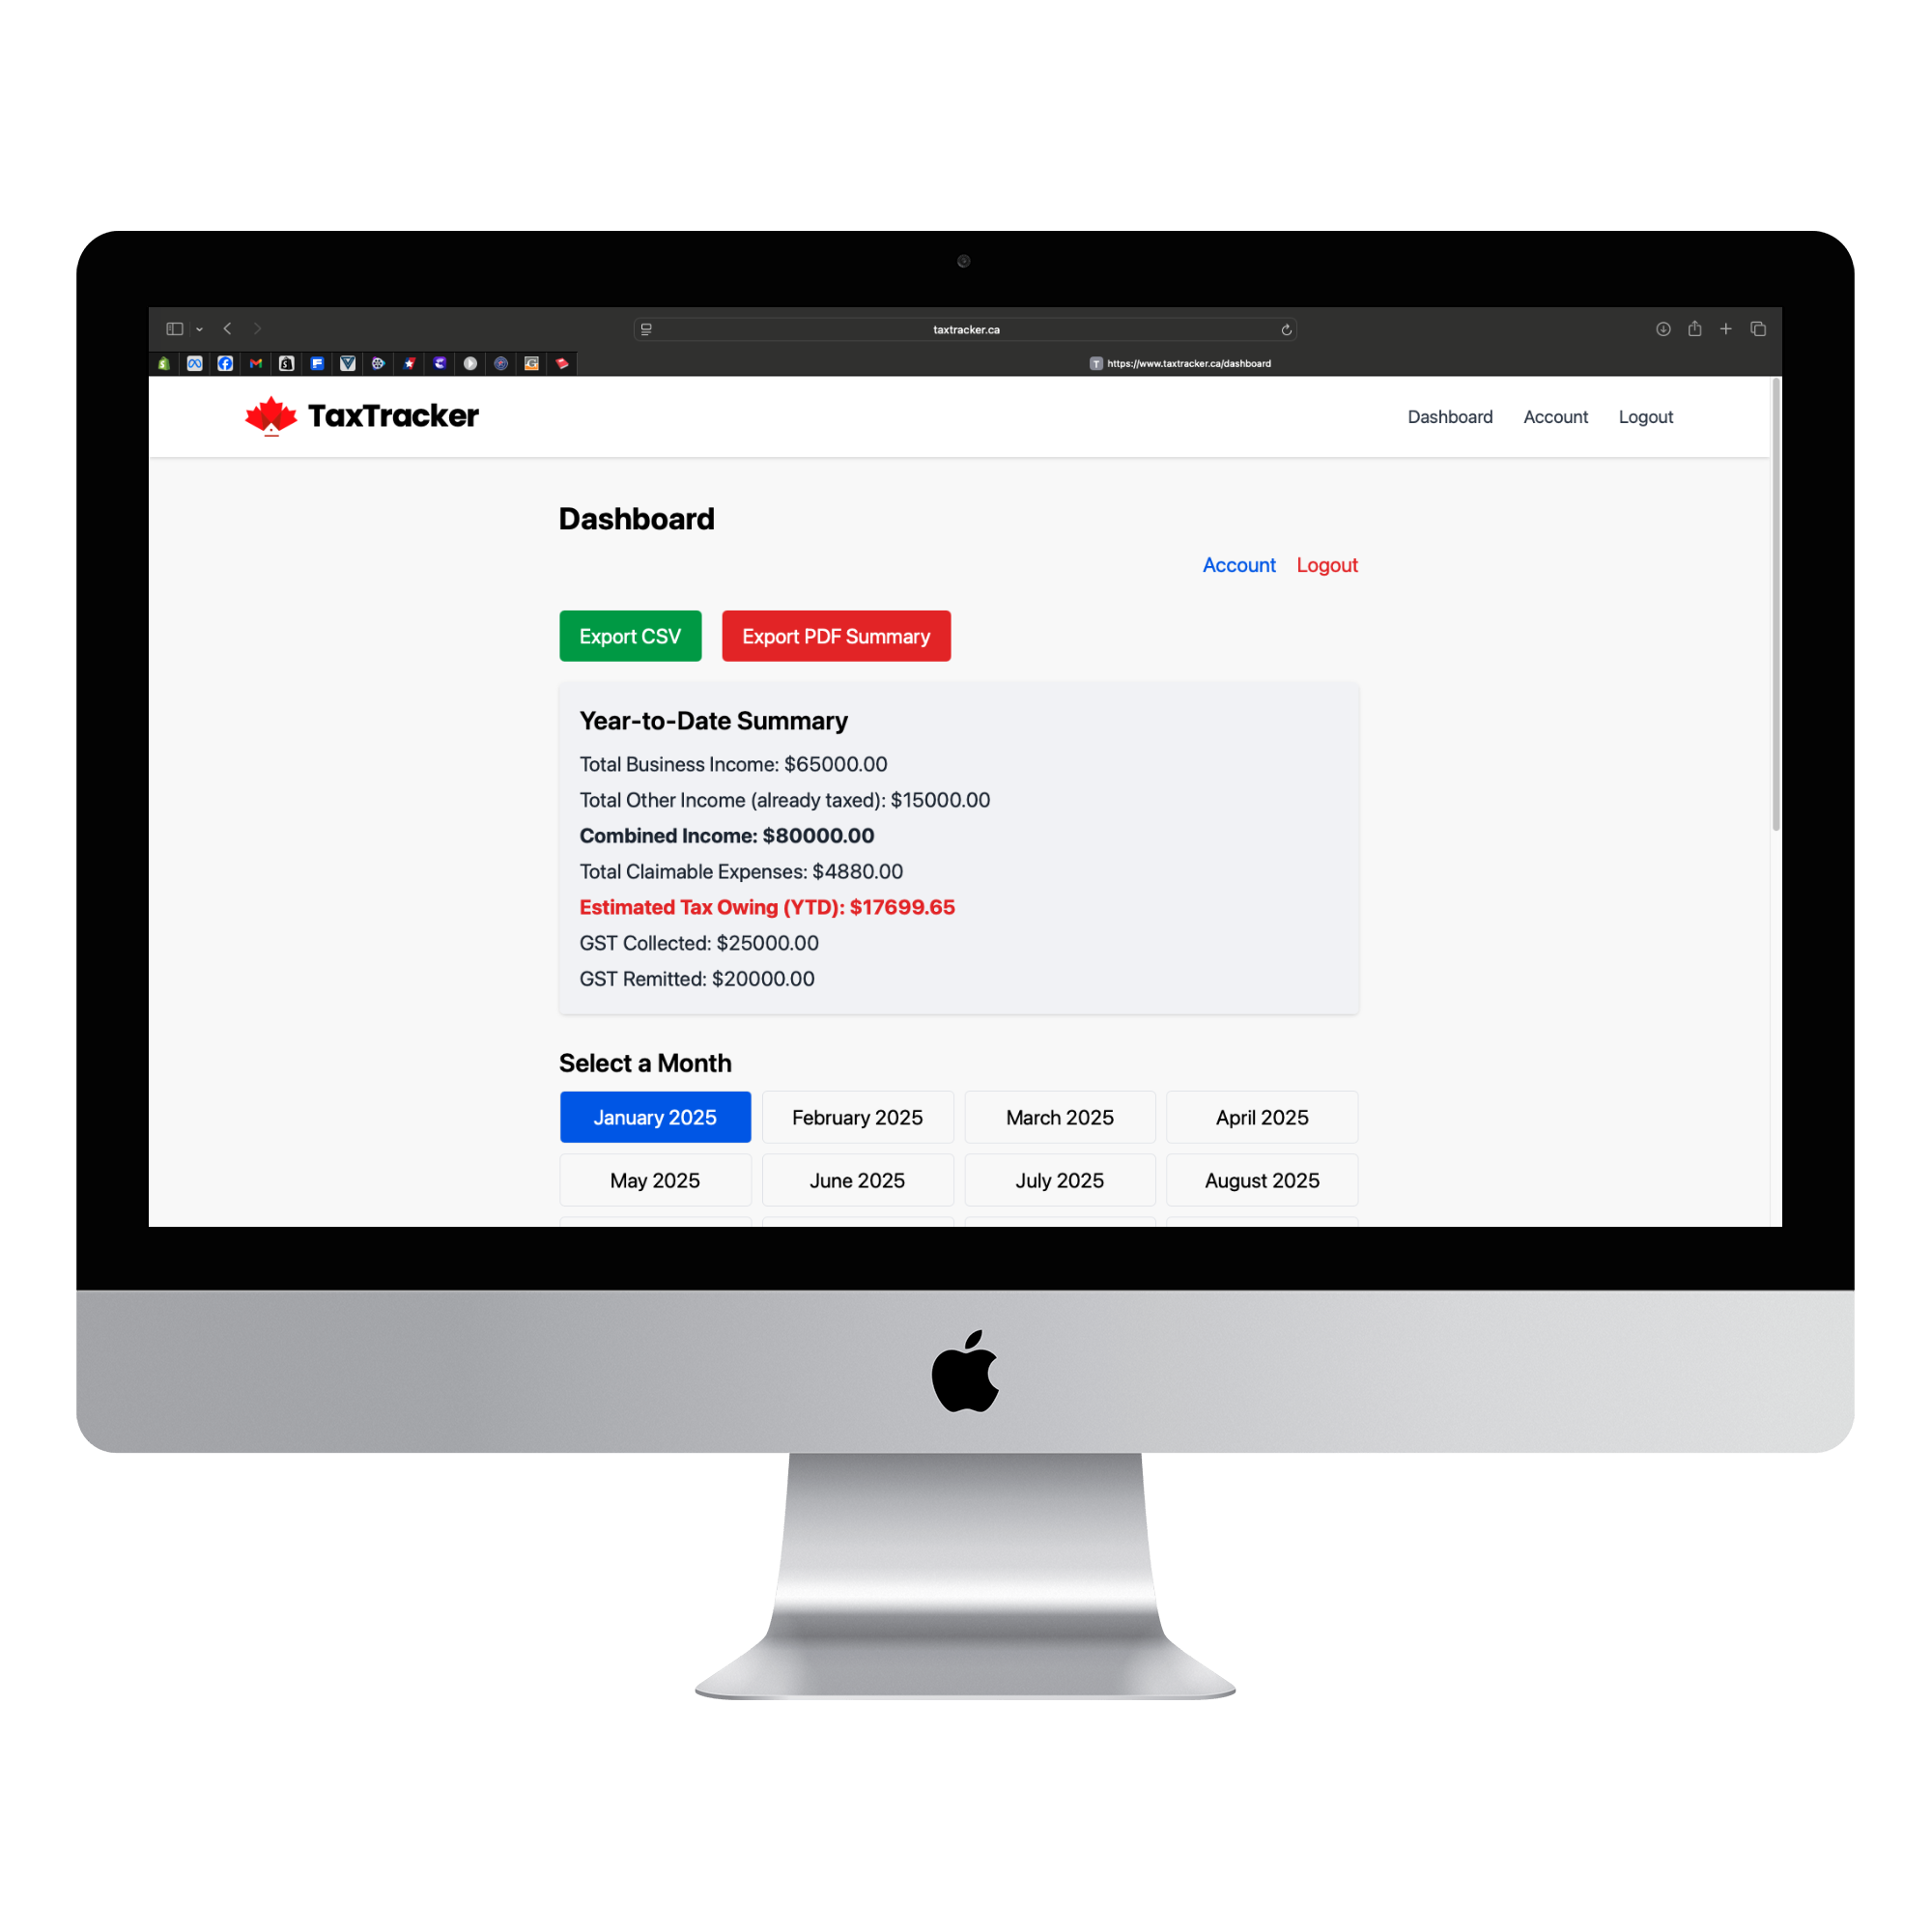 taxtracker.ca
https://www.taxtracker.ca/dashboard
TaxTracker
Dashboard Account Logout
Dashboard
Account Logout
Export CSV Export PDF Summary
Year-to-Date Summary
Total Business Income: $65000.00
Total Other Income (already taxed): $15000.00
Combined Income: $80000.00
Total Claimable Expenses: $4880.00
Estimated Tax Owing (YTD): $17699.65
GST Collected: $25000.00
GST Remitted: $20000.00
Select a Month
January 2025 February 2025 March 2025 April 2025
May 2025 June 2025 July 2025 August 2025